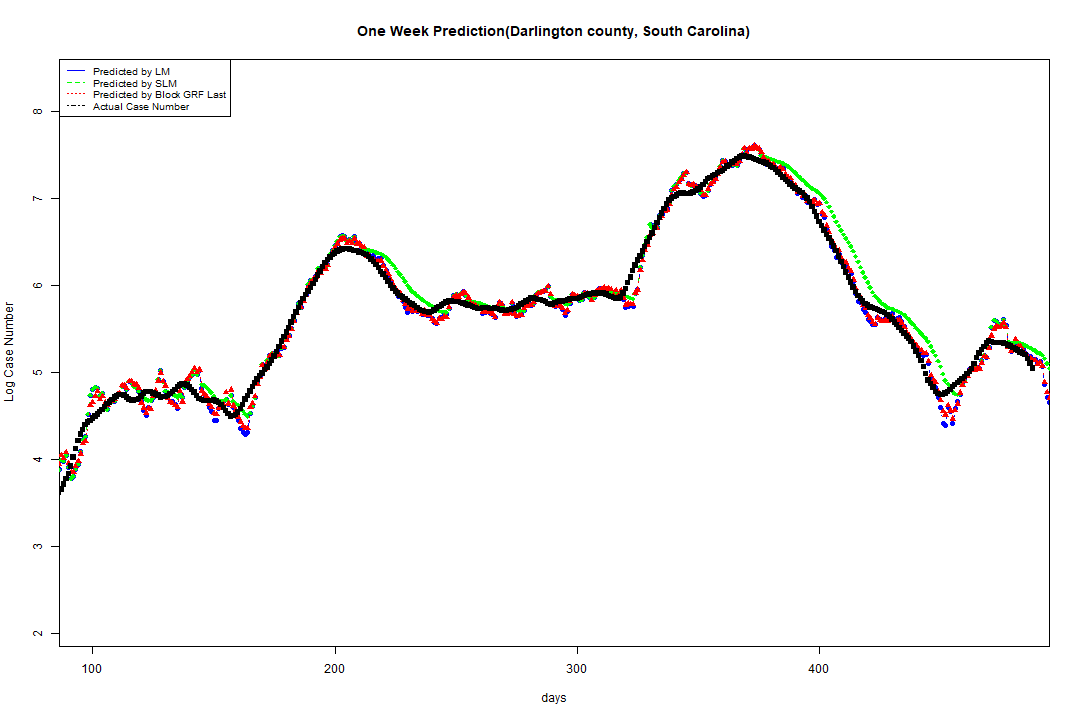 One Week Prediction(Darlington county, South Carolina)
Predicted by LM
Predicted by SLM
Predicted by Block GRF Last
Actual Case Number
8
7
6
5
4
3
2
Log Case Number
100 200 300 400
days